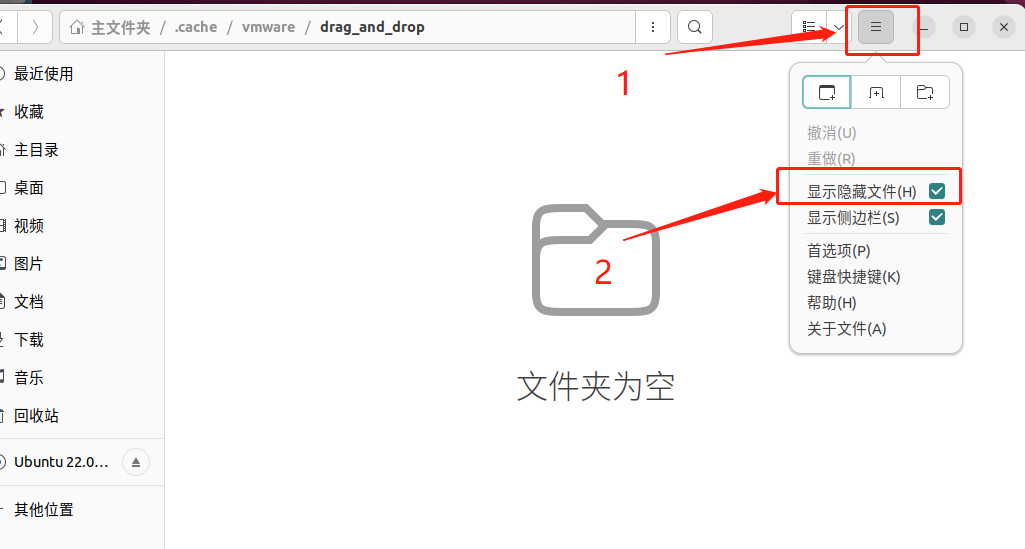 主文件夹 / .cache / vmware / drag_and_drop
1
最近使用
收藏
主目录
桌面
视频
图片
文档
下载
音乐
回收站
Ubuntu 22.0...
其他位置
撤消(U)
重做(R)
显示隐藏文件(H)
显示侧边栏(S)
首选项(P)
键盘快捷键(K)
帮助(H)
关于文件(A)
2
文件夹为空